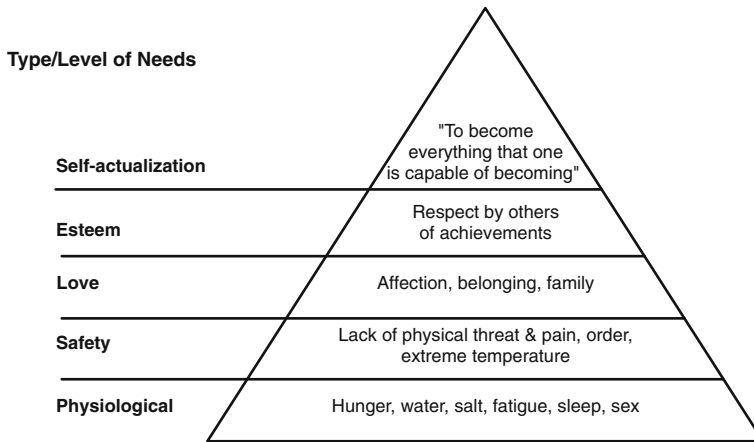 Type/Level of Needs
"To become
everything that one
is capable of becoming"
Self-actualization
Respect by others
of achievements
Esteem
Love
Affection, belonging, family
Safety
Lack of physical threat & pain, order,
extreme temperature
Physiological
Hunger, water, salt, fatigue, sleep, sex